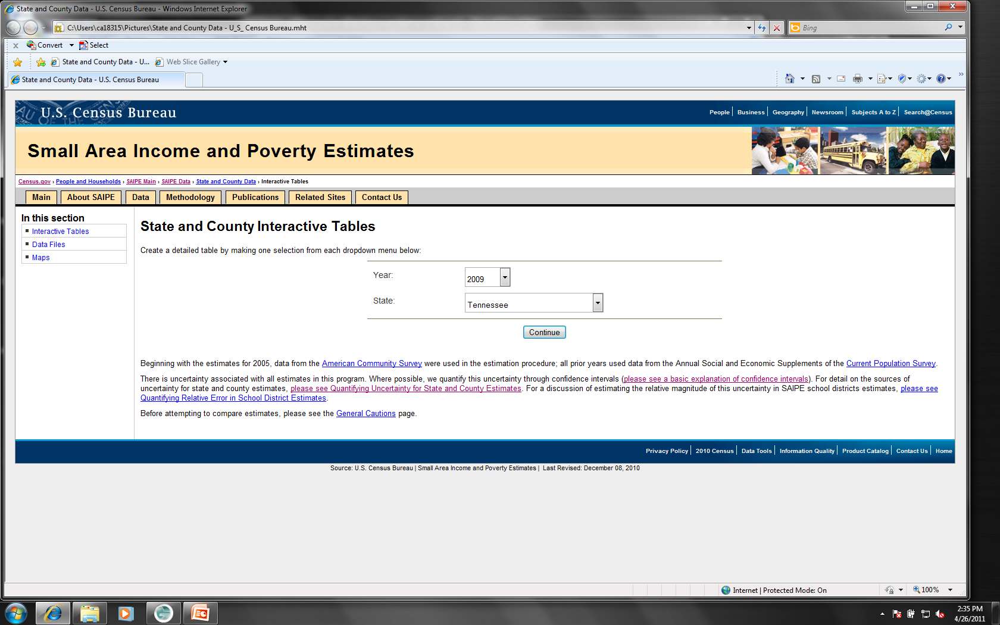 State and County Data - U.S. Census Bureau - Windows Internet Explorer
C:\Users\ca18315\Pictures\State and County Data - U_S_ Census Bureau.mht
Bing
x Convert Select
State and County Data - U... Web Slice Gallery
State and County Data - U.S. Census Bureau
U.S. Census Bureau
People | Business | Geography | Newsroom | Subjects A to Z | Search@Census
Small Area Income and Poverty Estimates
Census.gov › People and Households › SAIPE Main › SAIPE Data › State and County Data › Interactive Tables
Main About SAIPE Data Methodology Publications Related Sites Contact Us
In this section
Interactive Tables
Data Files
Maps
State and County Interactive Tables
Create a detailed table by making one selection from each dropdown menu below:
Year: 2009
State: Tennessee
Continue
Beginning with the estimates for 2005, data from the American Community Survey were used in the estimation procedure; all prior years used data from the Annual Social and Economic Supplements of the Current Population Survey.
There is uncertainty associated with all estimates in this program. Where possible, we quantify this uncertainty through confidence intervals (please see a basic explanation of confidence intervals). For detail on the sources of
uncertainty for state and county estimates, please see Quantifying Uncertainty for State and County Estimates. For a discussion of estimating the relative magnitude of this uncertainty in SAIPE school districts estimates, please see
Quantifying Relative Error in School District Estimates.
Before attempting to compare estimates, please see the General Cautions page.
Privacy Policy | 2010 Census | Data Tools | Information Quality | Product Catalog | Contact Us | Home
Source: U.S. Census Bureau | Small Area Income and Poverty Estimates | Last Revised: December 08, 2010
Internet | Protected Mode: On
100%
2:35 PM
4/26/2011